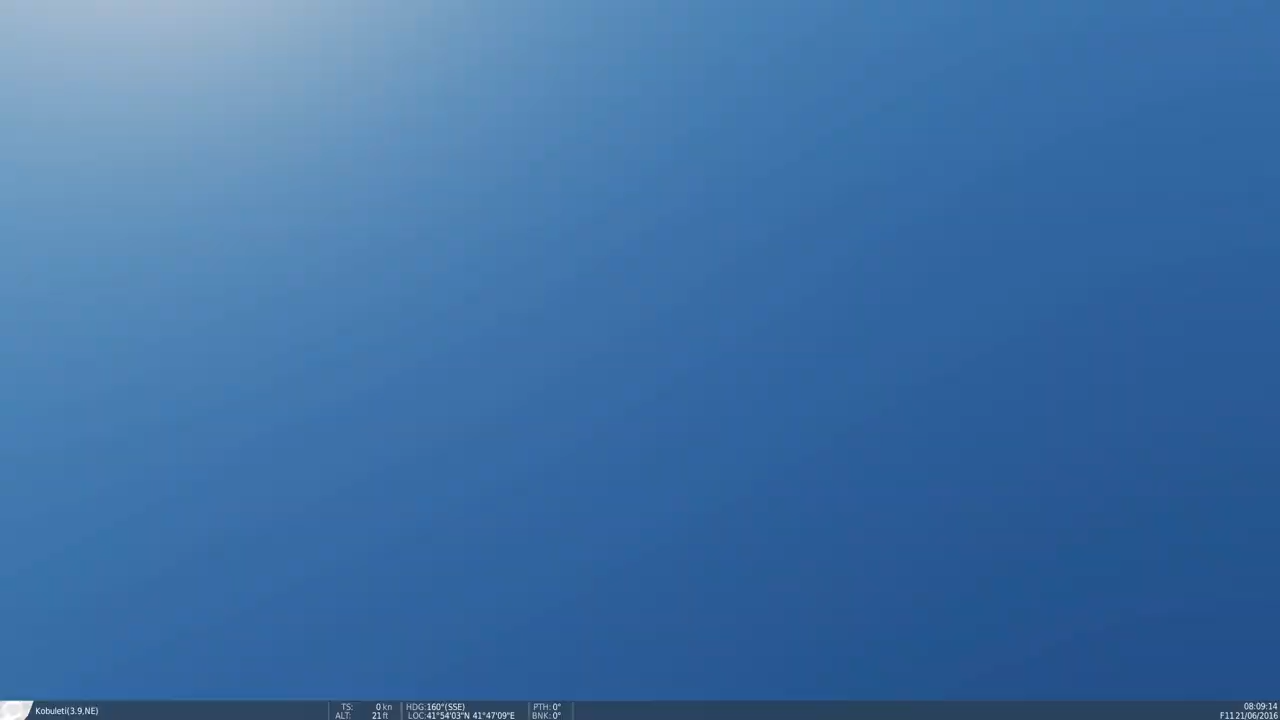 Kobuleti(3.9,NE)
TS: 0 kn HDG:160°(SSE) PTH: 0°
ALT: 21 ft LOC:41°54'03"N 41°47'09"E BNK: 0°
08:09:14
F11 21/06/2016